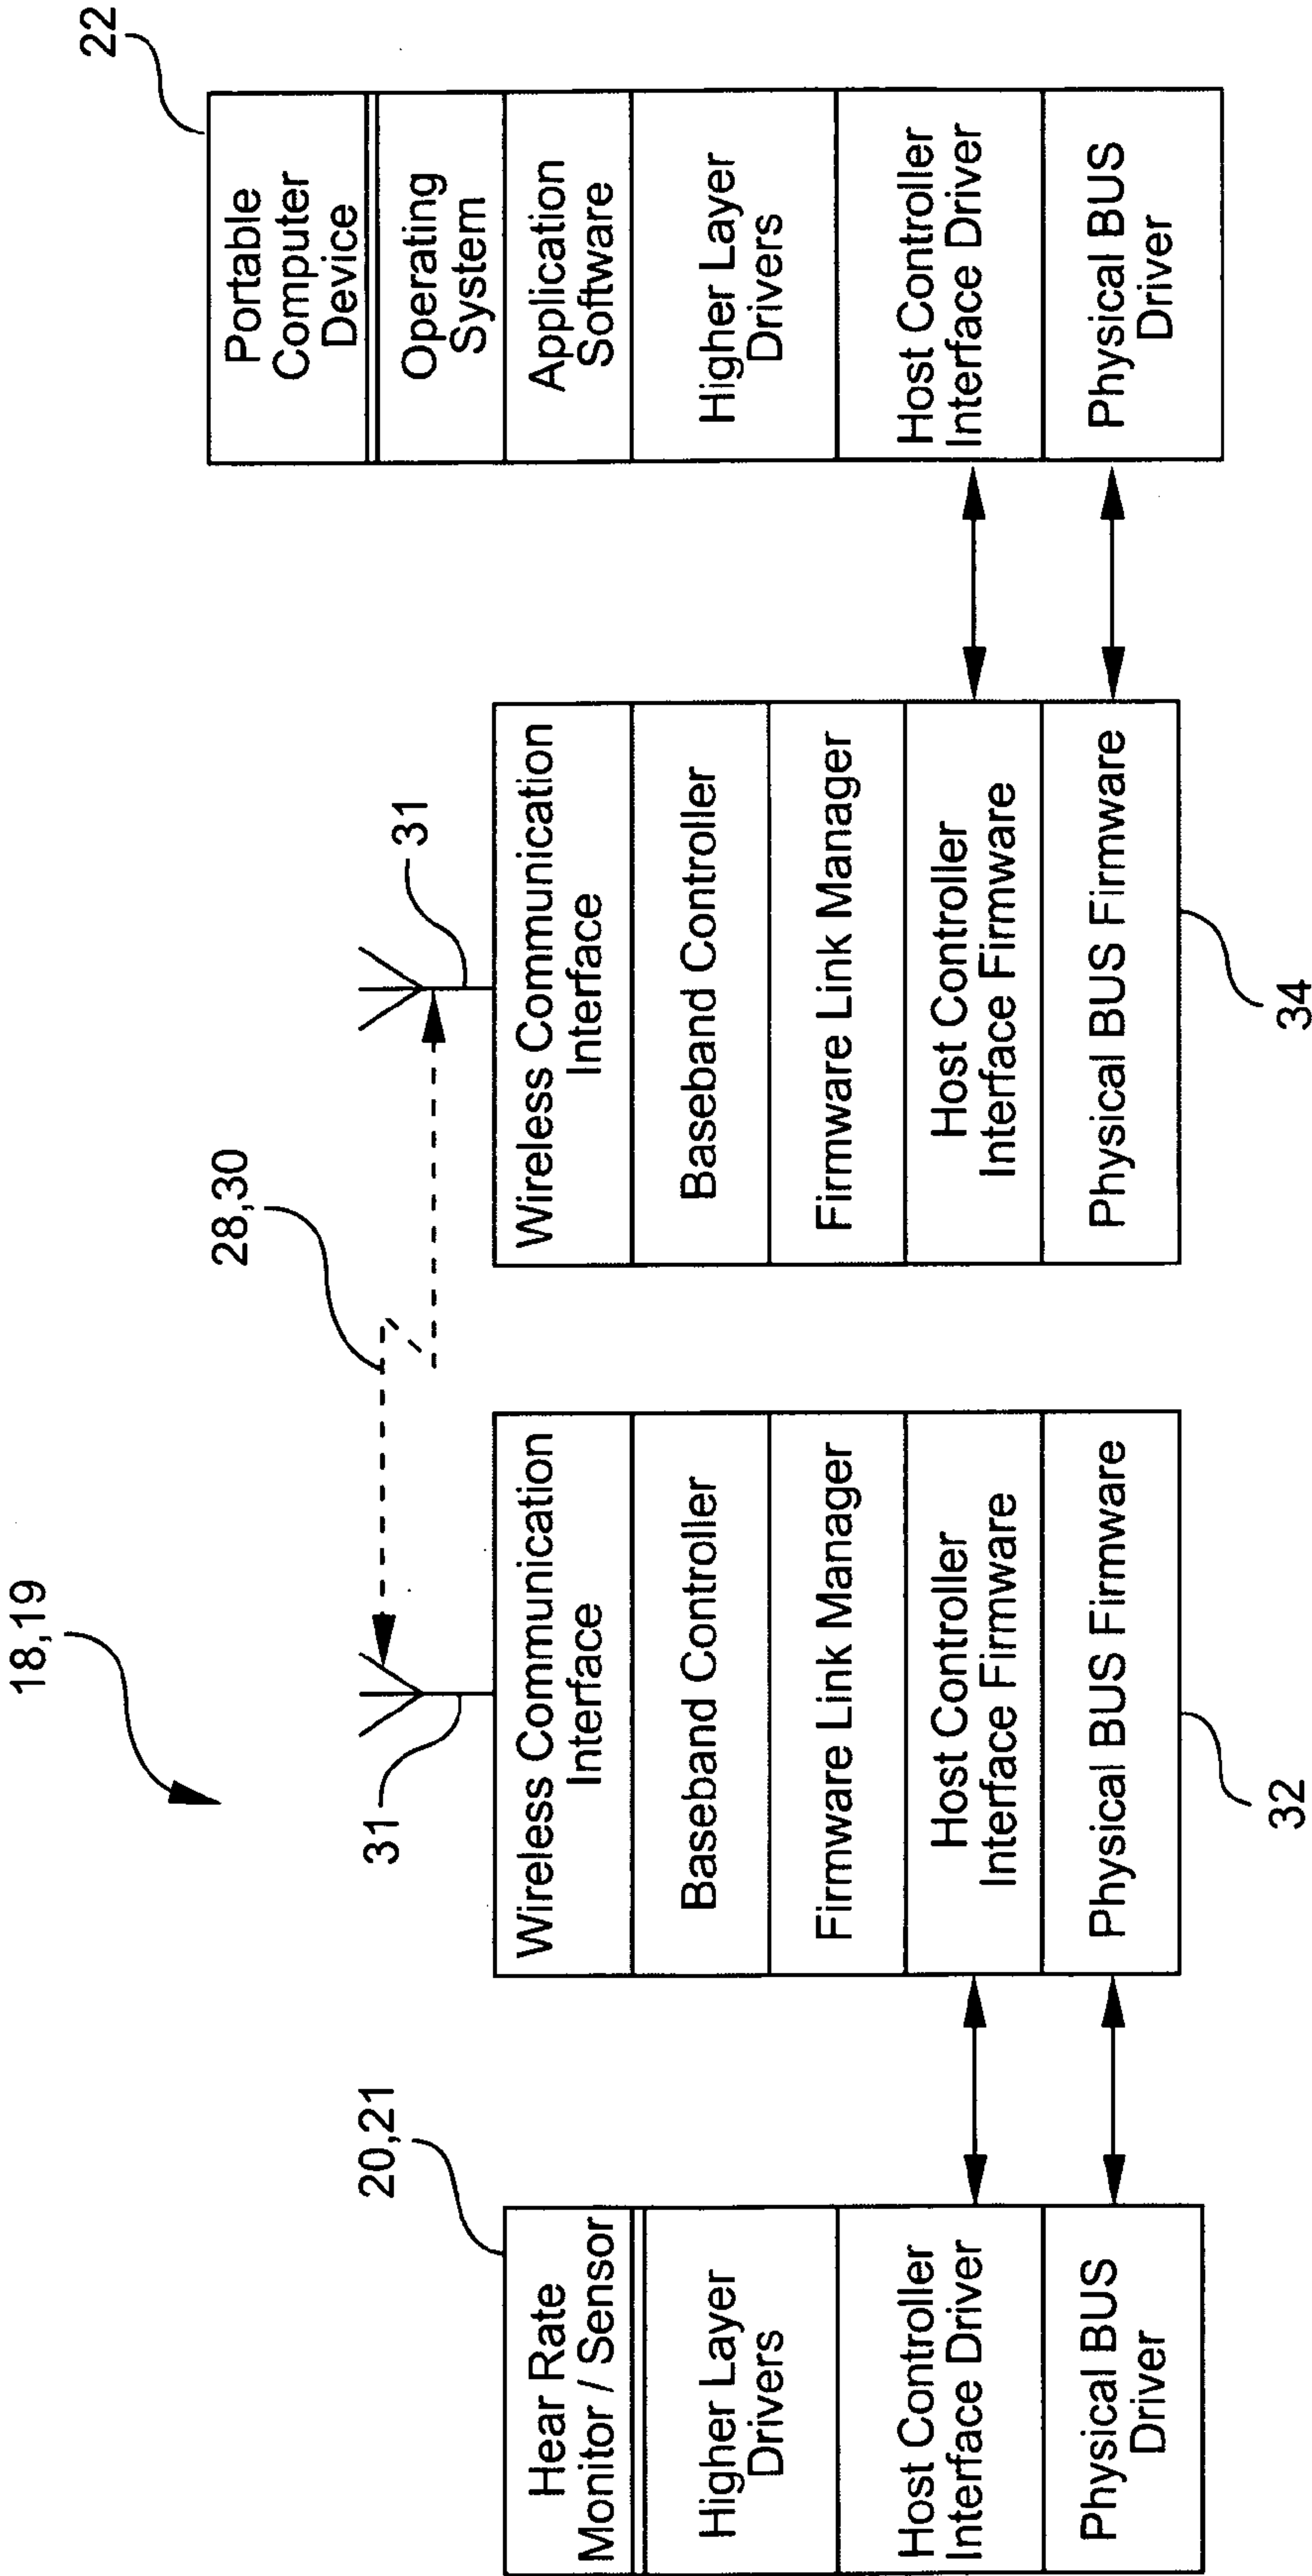 18,19
20,21
Hear Rate
Monitor / Sensor
Higher Layer
Drivers
Host Controller
Interface Driver
Physical BUS
Driver
31
28,30
Wireless Communication
Interface
Baseband Controller
Firmware Link Manager
Host Controller
Interface Firmware
Physical BUS Firmware
32
31
Wireless Communication
Interface
Baseband Controller
Firmware Link Manager
Host Controller
Interface Firmware
Physical BUS Firmware
34
22
Portable
Computer
Device
Operating
System
Application
Software
Higher Layer
Drivers
Host Controller
Interface Driver
Physical BUS
Driver